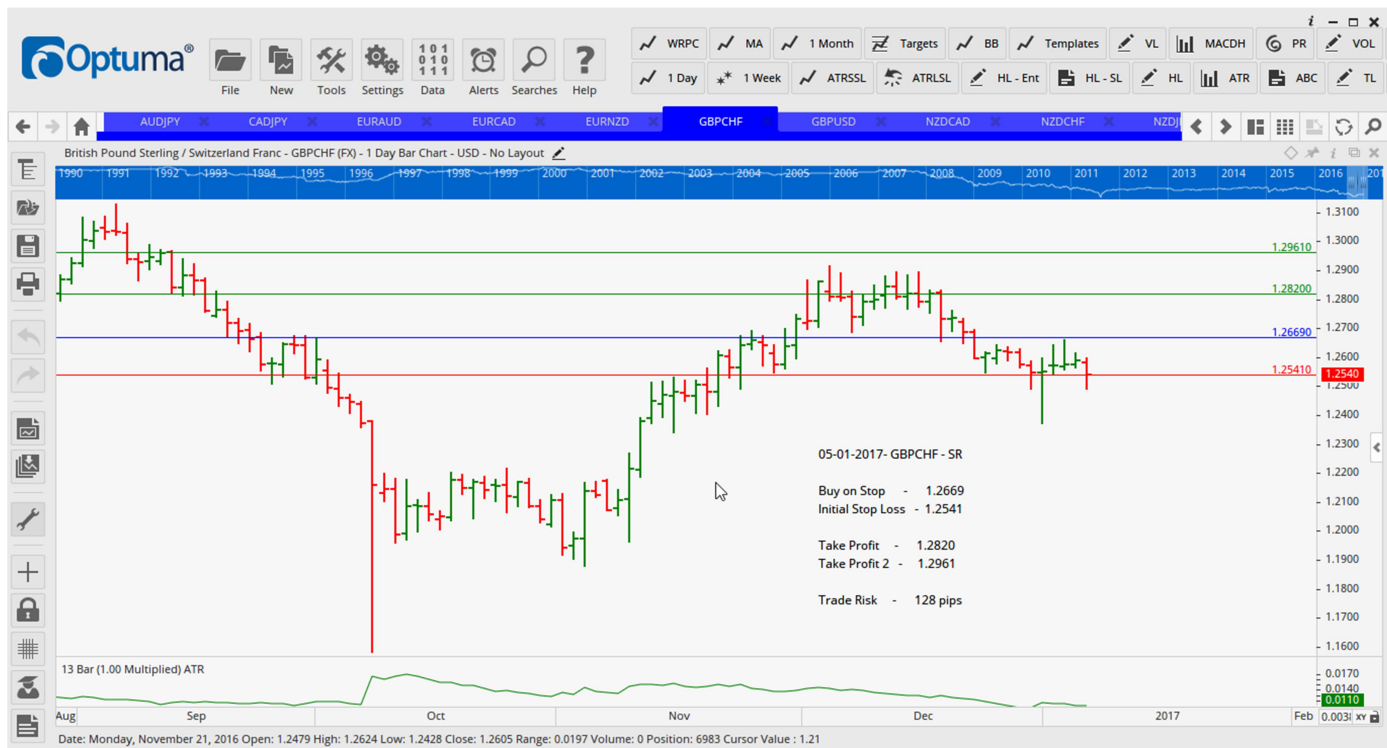 Optuma®
File
New
Tools
Settings
101
010
111
Data
Alerts
Searches
Help
WRPC
MA
1 Month
Targets
BB
Templates
VL
MACDH
PR
VOL
1 Day
1 Week
ATRSSL
ATRLSL
HL - Ent
HL - SL
HL
ATR
ABC
TL
AUDJPY
CADJPY
EURAUD
EURCAD
EURNZD
GBPCHF
GBPUSD
NZDCAD
NZDCHF
NZDJ
British Pound Sterling / Switzerland Franc - GBPCHF (FX) - 1 Day Bar Chart - USD - No Layout
1990 1991 1992 1993 1994 1995 1996 1997 1998 1999 2000 2001 2002 2003 2004 2005 2006 2007 2008 2009 2010 2011 2012 2013 2014 2015 2016 201
1.3100
1.3000
1.29610
1.2900
1.28200
1.2800
1.2700
1.26690
1.2600
1.25410
1.2540
1.2500
1.2400
1.2300
1.2200
1.2100
1.2000
1.1900
1.1800
1.1700
1.1600
05-01-2017- GBPCHF - SR
Buy on Stop - 1.2669
Initial Stop Loss - 1.2541
Take Profit - 1.2820
Take Profit 2 - 1.2961
Trade Risk - 128 pips
13 Bar (1.00 Multiplied) ATR
0.0170
0.0140
0.0110
Aug Sep Oct Nov Dec 2017 Feb
XY
Date: Monday, November 21, 2016 Open: 1.2479 High: 1.2624 Low: 1.2428 Close: 1.2605 Range: 0.0197 Volume: 0 Position: 6983 Cursor Value : 1.21